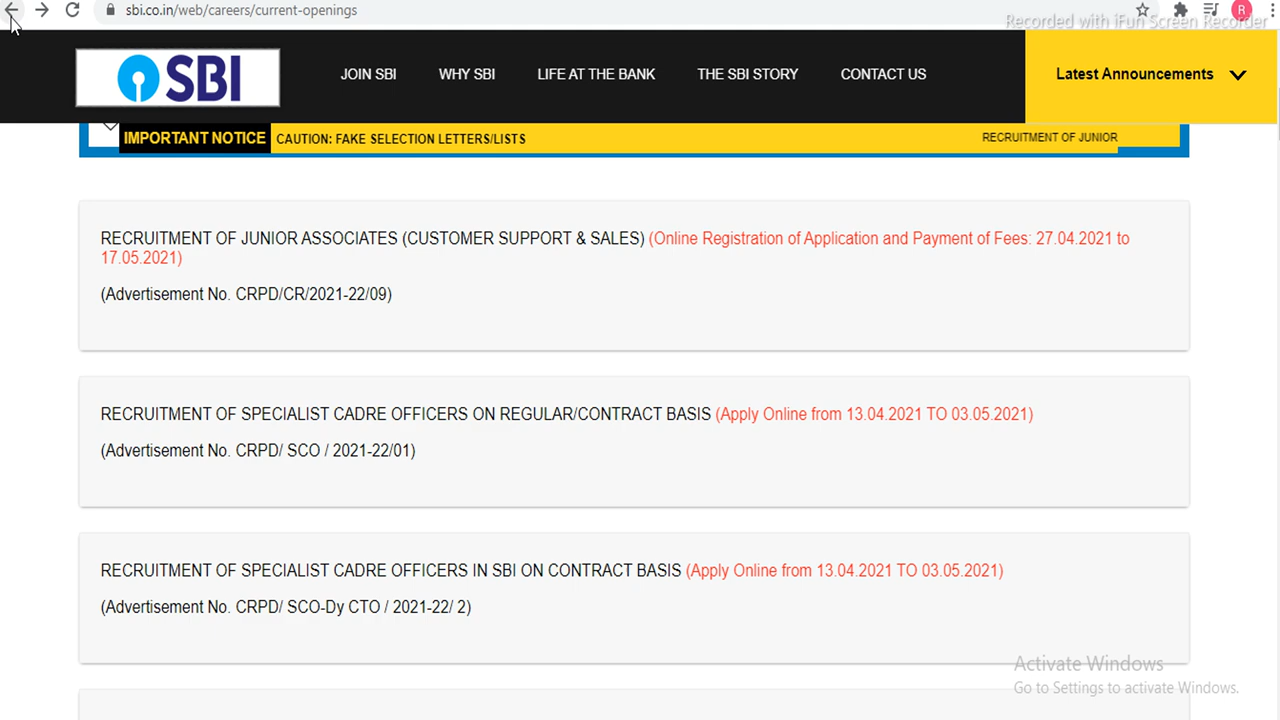 sbi.co.in/web/careers/current-openings
R
Recorded with iFun Screen Recorder
SBI
JOIN SBI
WHY SBI
LIFE AT THE BANK
THE SBI STORY
CONTACT US
Latest Announcements
IMPORTANT NOTICE
CAUTION: FAKE SELECTION LETTERS/LISTS
RECRUITMENT OF JUNIOR
RECRUITMENT OF JUNIOR ASSOCIATES (CUSTOMER SUPPORT & SALES) (Online Registration of Application and Payment of Fees: 27.04.2021 to
17.05.2021)
(Advertisement No. CRPD/CR/2021-22/09)
RECRUITMENT OF SPECIALIST CADRE OFFICERS ON REGULAR/CONTRACT BASIS (Apply Online from 13.04.2021 TO 03.05.2021)
(Advertisement No. CRPD/ SCO / 2021-22/01)
RECRUITMENT OF SPECIALIST CADRE OFFICERS IN SBI ON CONTRACT BASIS (Apply Online from 13.04.2021 TO 03.05.2021)
(Advertisement No. CRPD/ SCO-Dy CTO / 2021-22/ 2)
Activate Windows
Go to Settings to activate Windows.